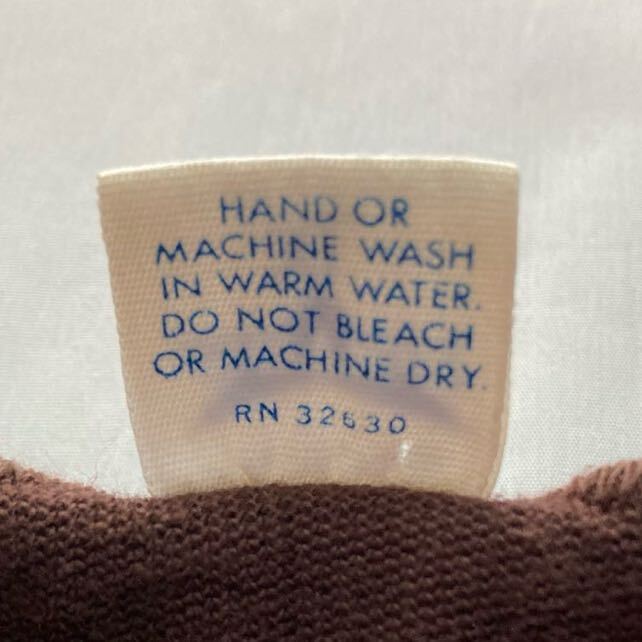 HAND OR
MACHINE WASH
IN WARM WATER.
DO NOT BLEACH
OR MACHINE DRY.
RN 32630